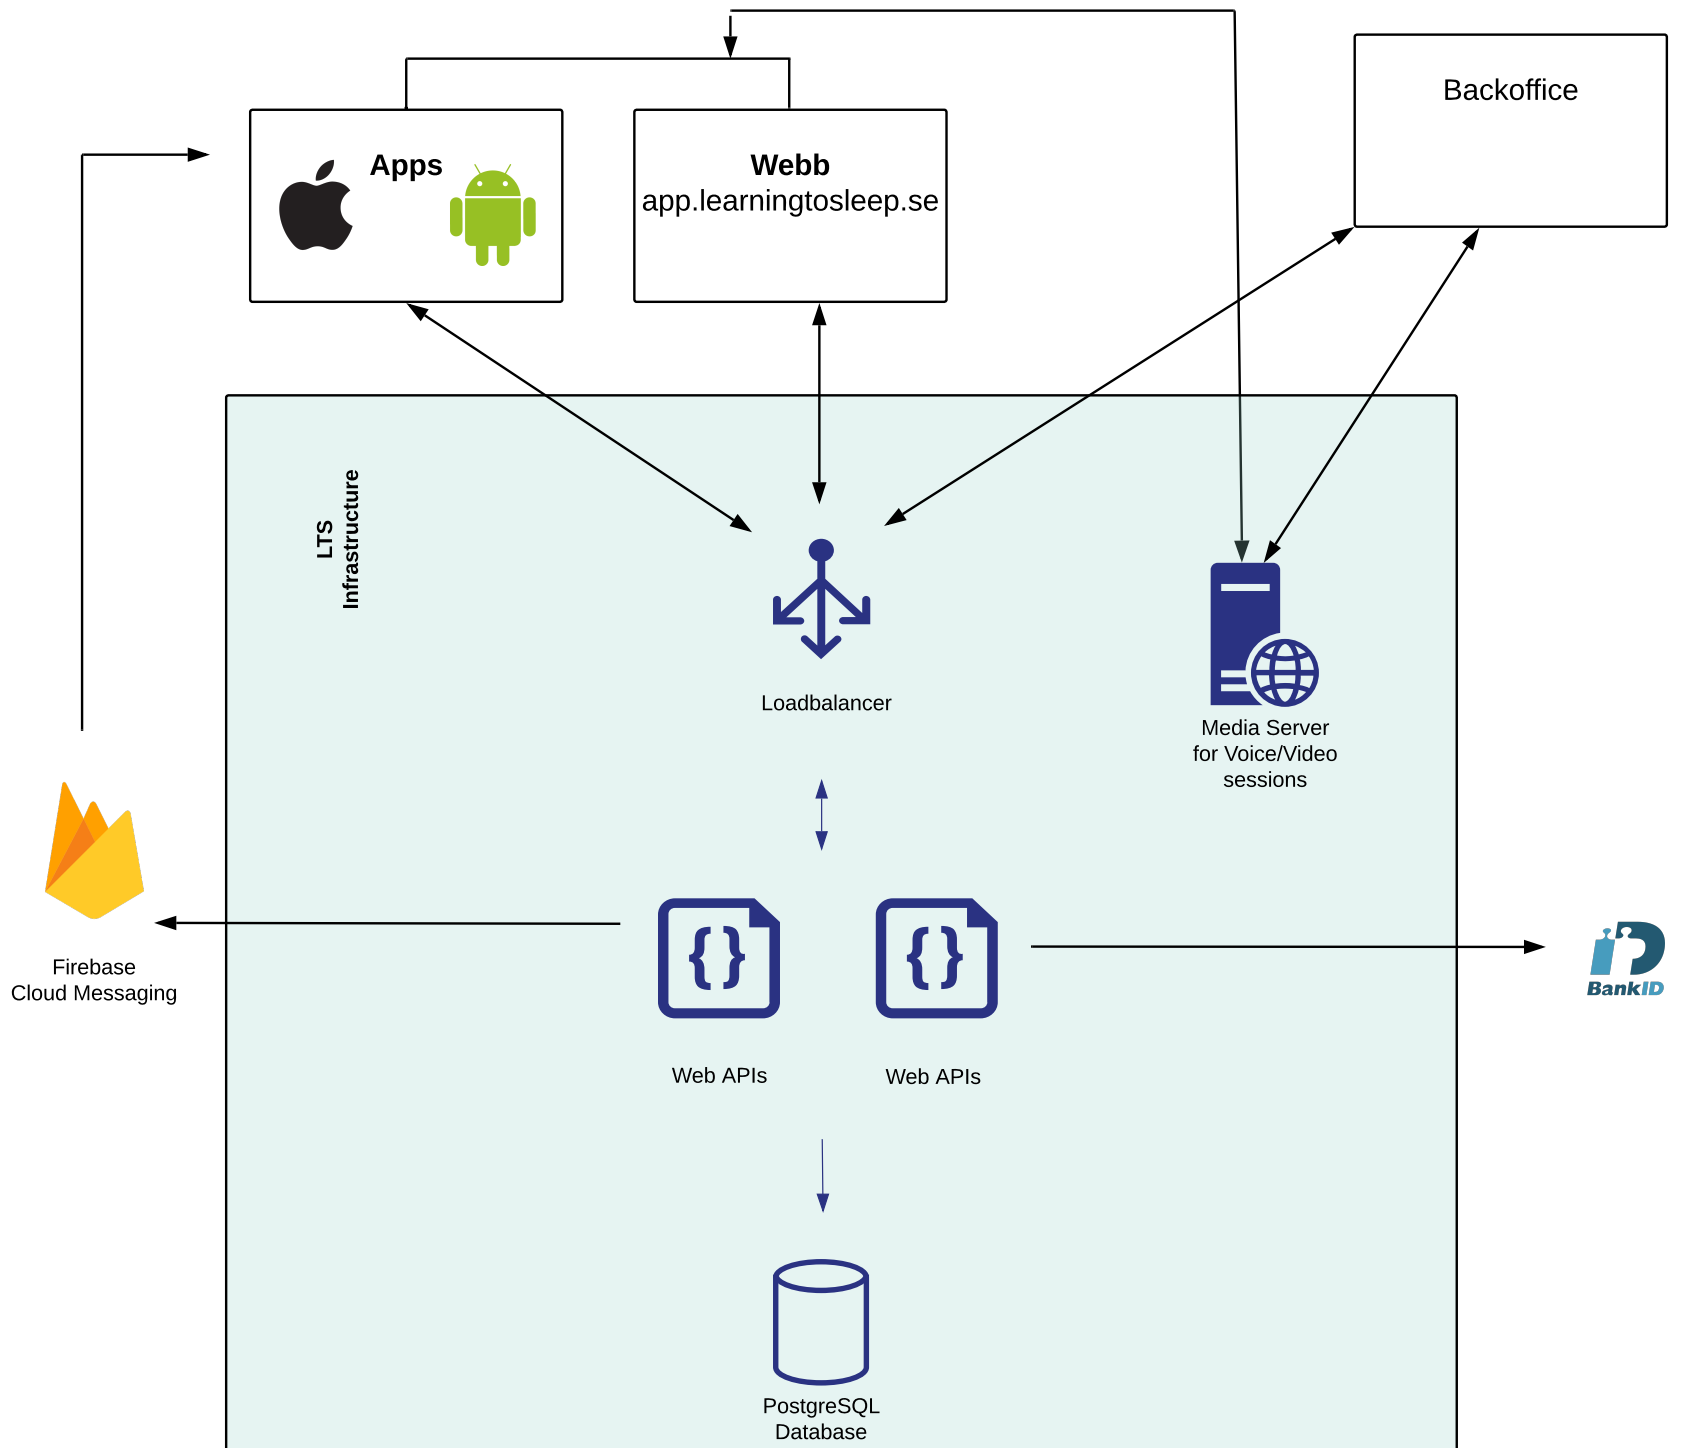 Backoffice
Apps
Webb
app.learningtosleep.se
LTS
Infrastructure
Loadbalancer
Media Server
for Voice/Video
sessions
Firebase
Cloud Messaging
{ }
{ }
BankID
Web APIs
Web APIs
PostgreSQL
Database